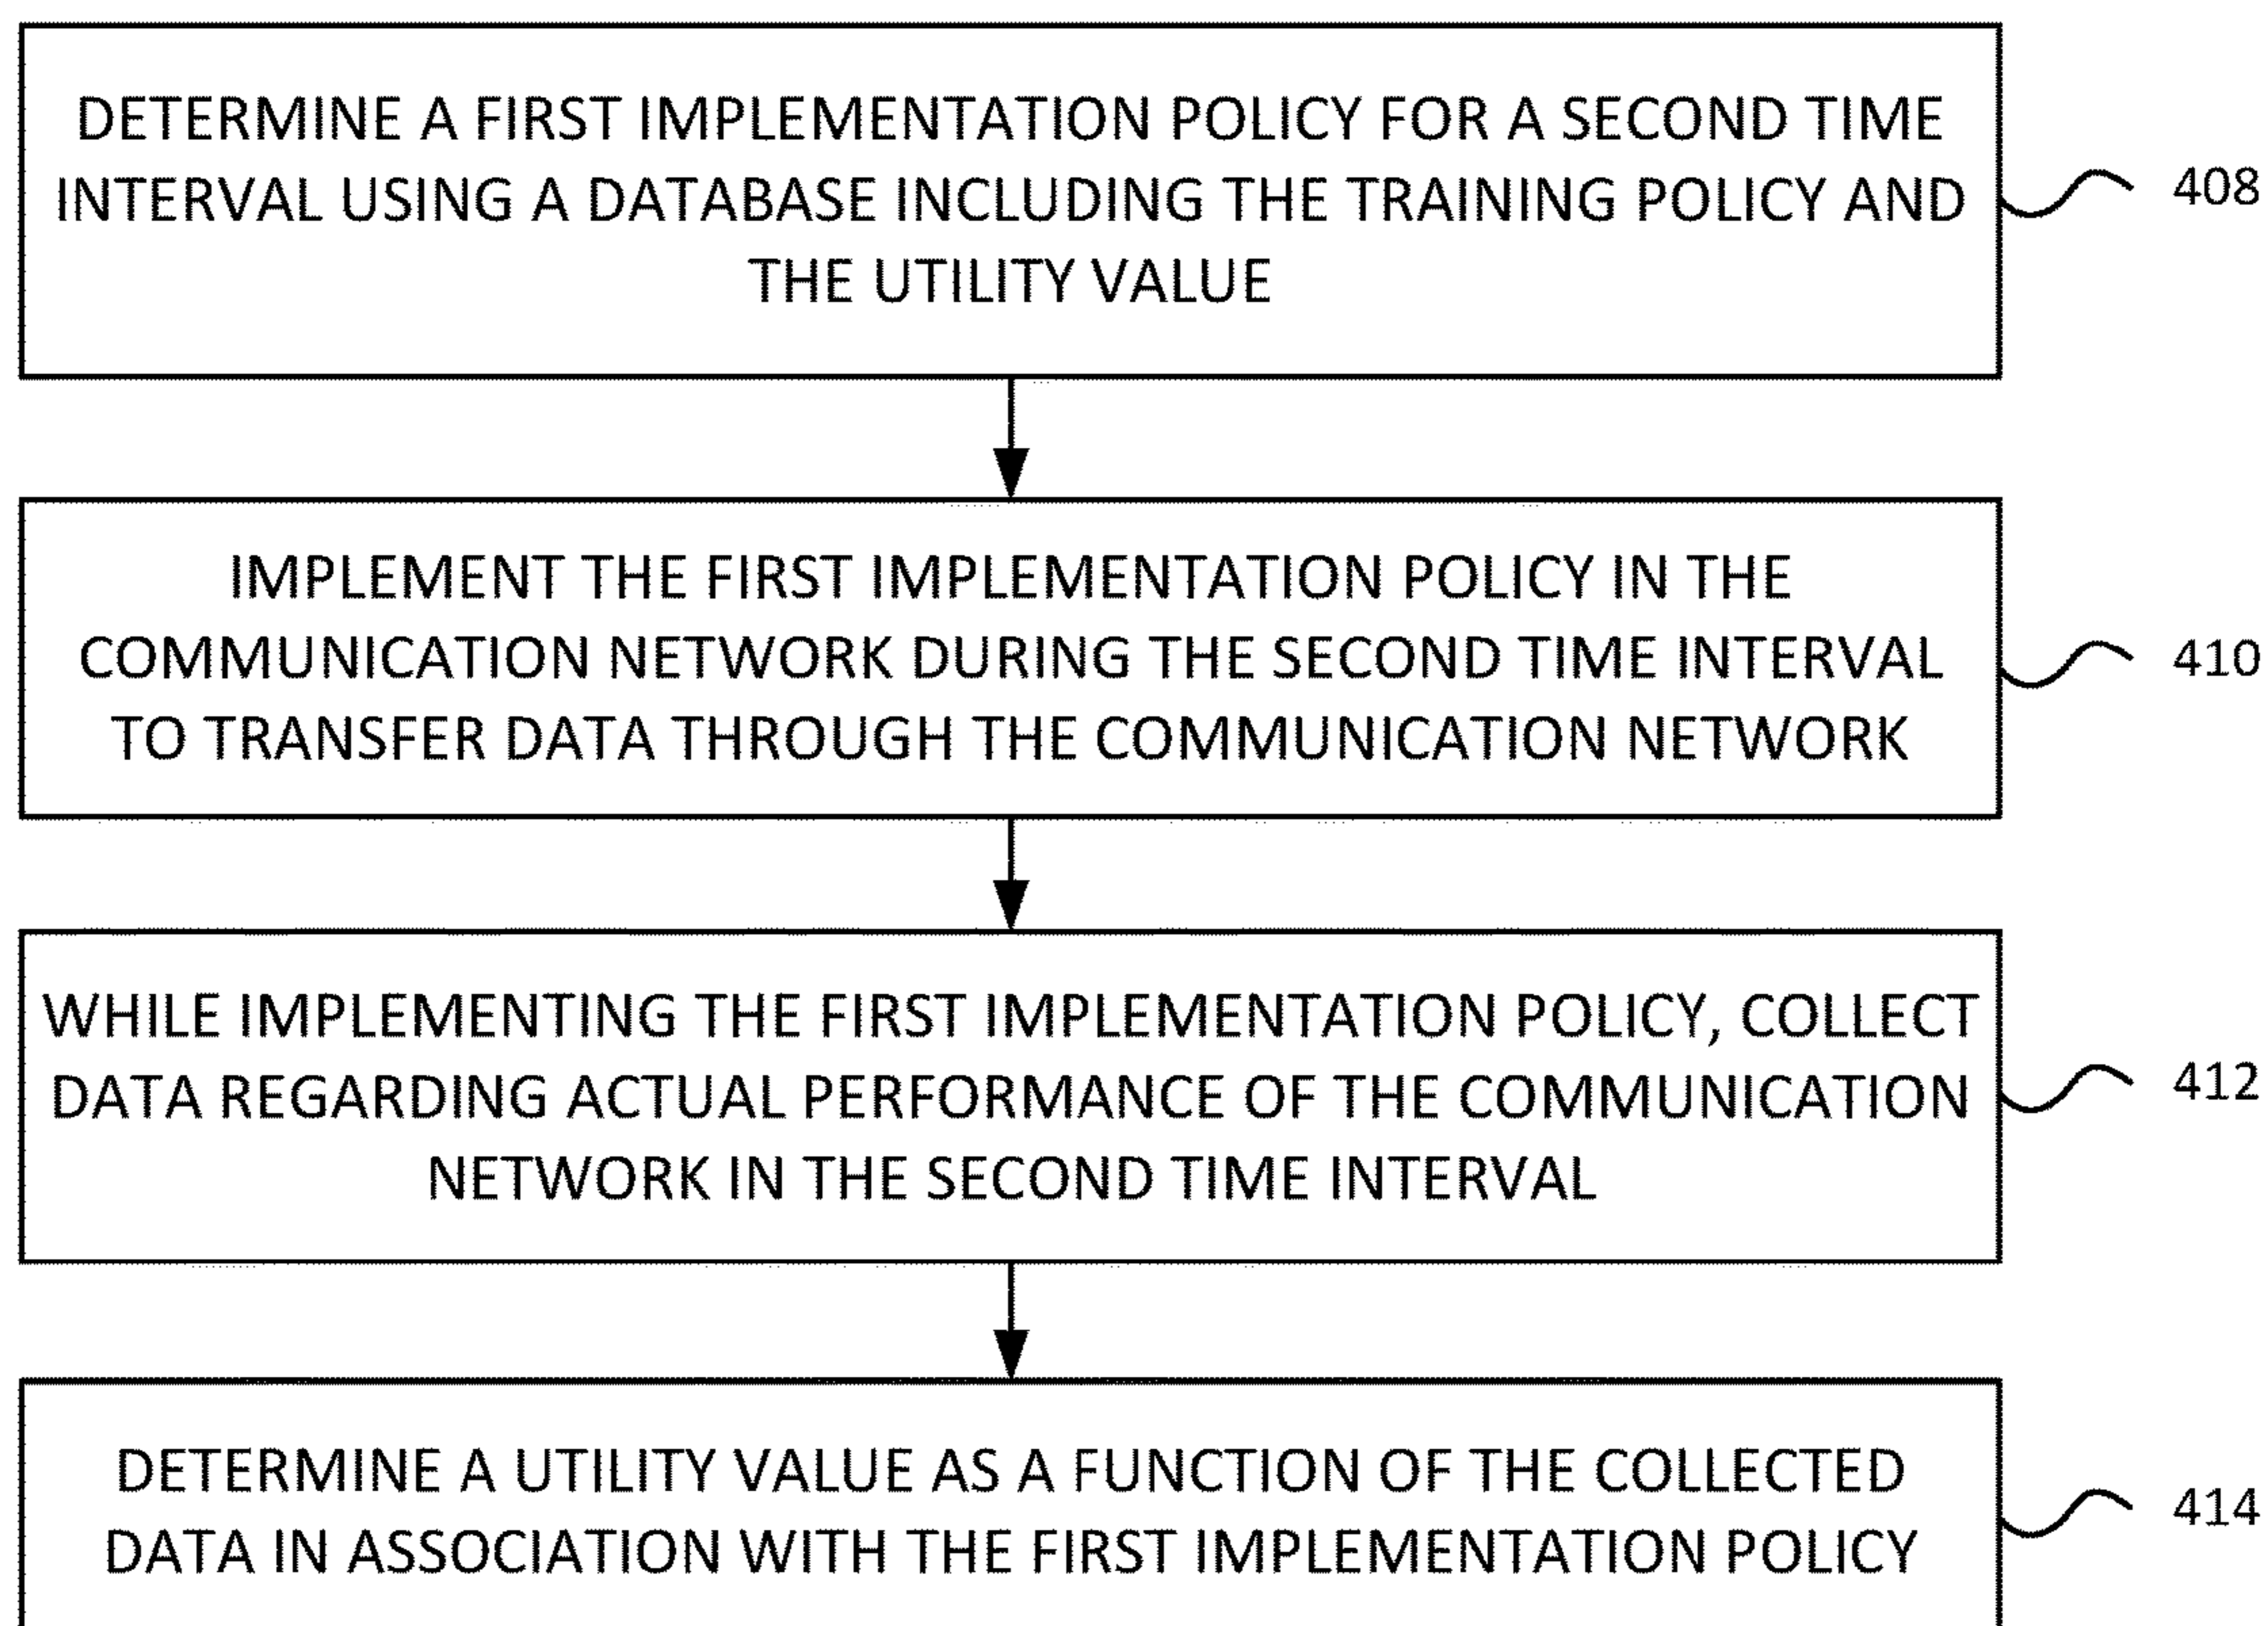 DETERMINE A FIRST IMPLEMENTATION POLICY FOR A SECOND TIME
INTERVAL USING A DATABASE INCLUDING THE TRAINING POLICY AND
THE UTILITY VALUE
408
IMPLEMENT THE FIRST IMPLEMENTATION POLICY IN THE
COMMUNICATION NETWORK DURING THE SECOND TIME INTERVAL
TO TRANSFER DATA THROUGH THE COMMUNICATION NETWORK
410
WHILE IMPLEMENTING THE FIRST IMPLEMENTATION POLICY, COLLECT
DATA REGARDING ACTUAL PERFORMANCE OF THE COMMUNICATION
NETWORK IN THE SECOND TIME INTERVAL
412
DETERMINE A UTILITY VALUE AS A FUNCTION OF THE COLLECTED
DATA IN ASSOCIATION WITH THE FIRST IMPLEMENTATION POLICY
414